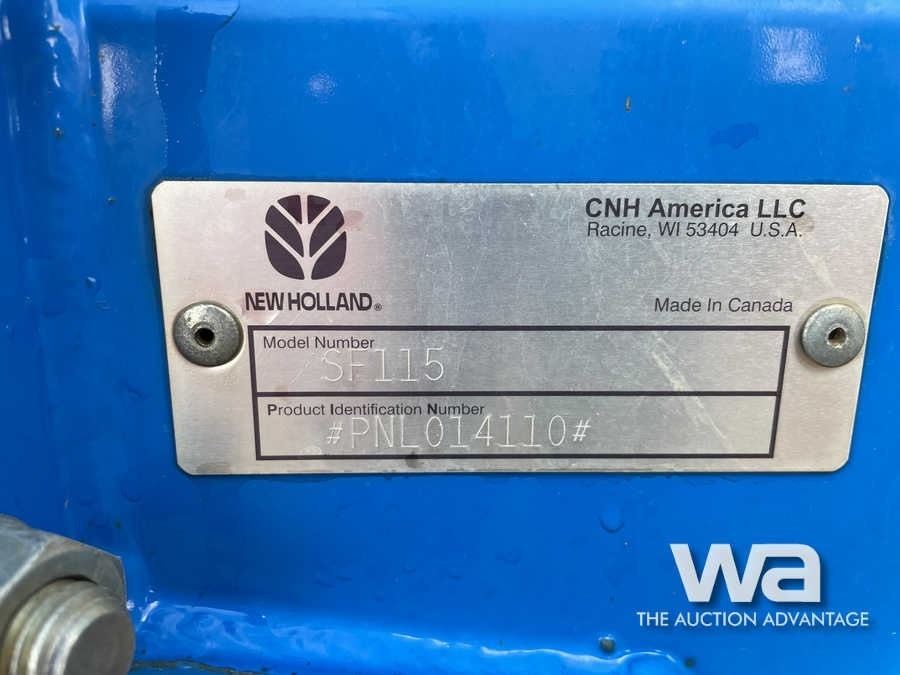 CNH America LLC
Racine, WI 53404 U.S.A.
NEW HOLLAND®
Made In Canada
Model Number
SF115
Product Identification Number
#PNL014110#
wa
THE AUCTION ADVANTAGE